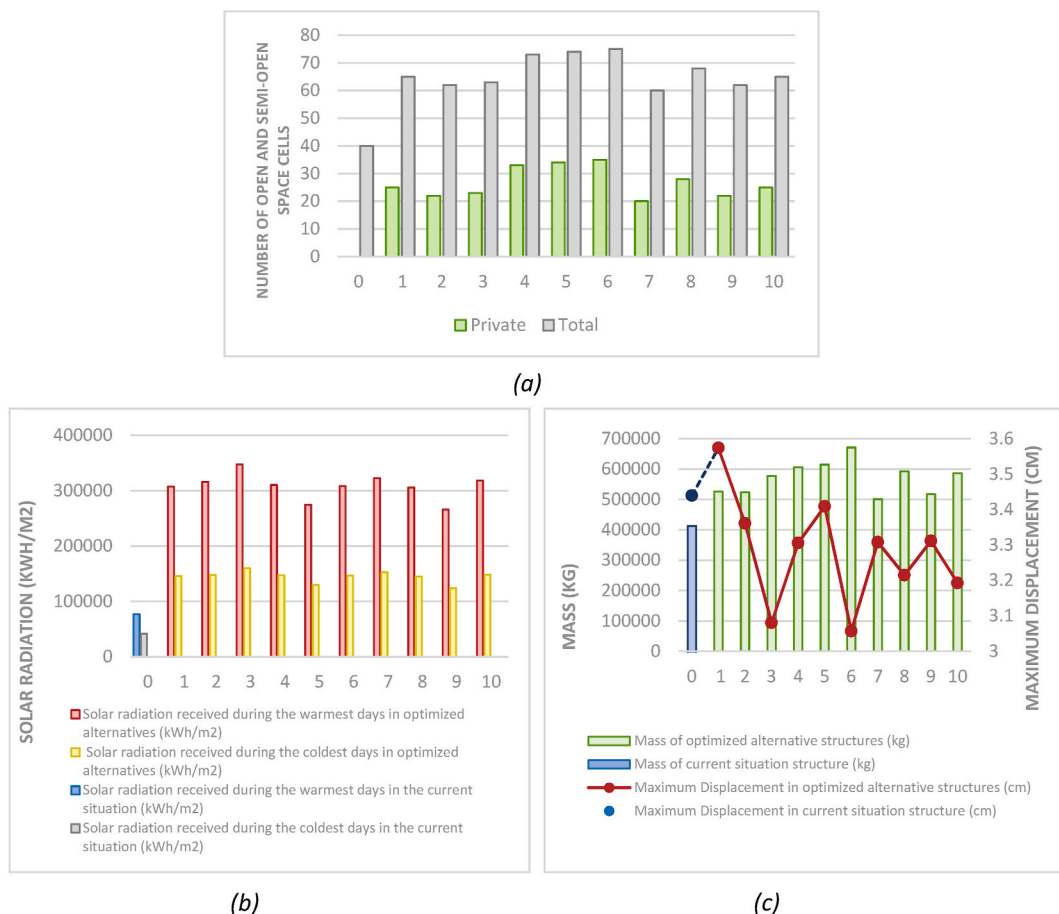 NUMBER OF OPEN AND SEMI-OPEN
SPACE CELLS
80
70
60
50
40
30
20
10
0
0 1 2 3 4 5 6 7 8 9 10
Private Total
(a)
SOLAR RADIATION (KWH/M2)
400000
300000
200000
100000
0
0 1 2 3 4 5 6 7 8 9 10
Solar radiation received during the warmest days in optimized
alternatives (kWh/m2)
Solar radiation received during the coldest days in optimized
alternatives (kWh/m2)
Solar radiation received during the warmest days in the current
situation (kWh/m2)
Solar radiation received during the coldest days in the current
situation (kWh/m2)
(b)
MASS (KG)
700000
600000
500000
400000
300000
200000
100000
0
3.6
3.5
3.4
3.3
3.2
3.1
3
MAXIMUM DISPLACEMENT (CM)
0 1 2 3 4 5 6 7 8 9 10
Mass of optimized alternative structures (kg)
Mass of current situation structure (kg)
Maximum Displacement in optimized alternative structures (cm)
Maximum Displacement in current situation structure (cm)
(c)